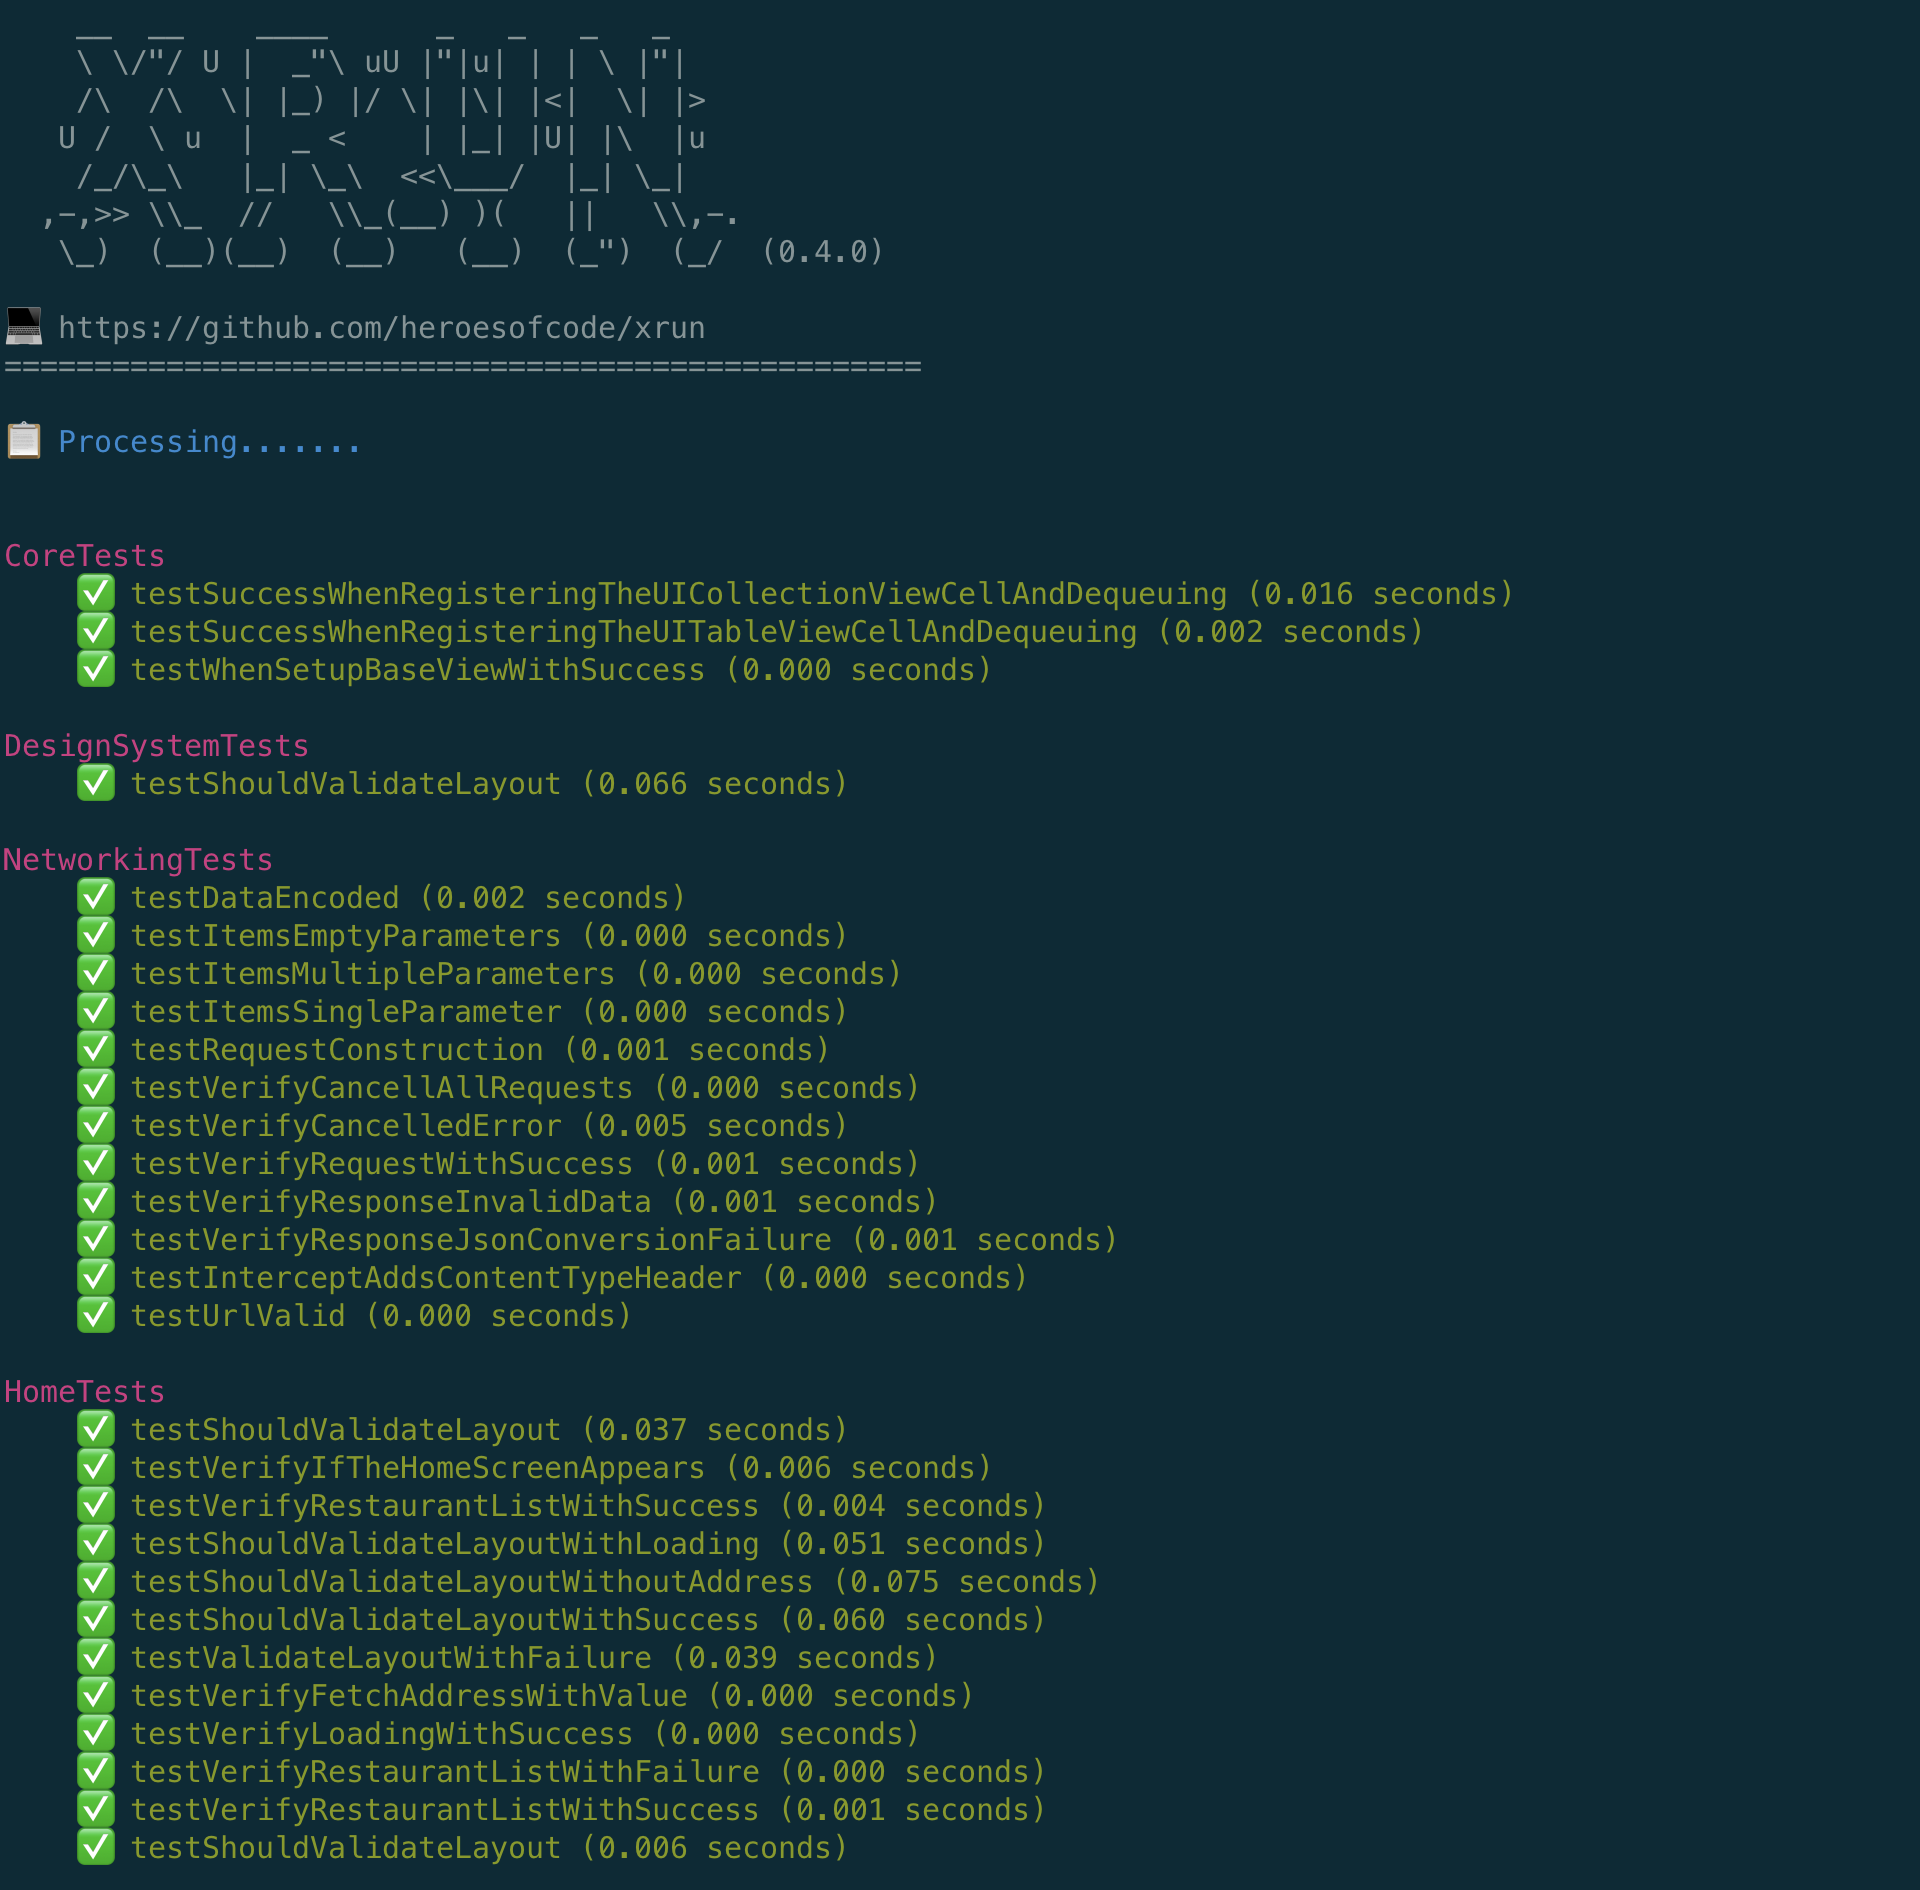 __  __    ____      _   _    _   _
\ \/"/ U |  _"\ uU |"|u| | | \ |"|
/\  /\  \| |_) |/ \| |\| |<|  \| |>
U /  \ u  |  _ <    | |_| |U| |\  |u
/_/\_\   |_| \_\  <<\___/  |_| \_|
,-,>> \\_  //   \\_(__) )(   ||   \\,-.
\_)  (__)(__)  (__)   (__)  (_")  (_/  (0.4.0)
💻 https://github.com/heroesofcode/xrun
===================================================
📋 Processing.......
CoreTests
✅ testSuccessWhenRegisteringTheUICollectionViewCellAndDequeuing (0.016 seconds)
✅ testSuccessWhenRegisteringTheUITableViewCellAndDequeuing (0.002 seconds)
✅ testWhenSetupBaseViewWithSuccess (0.000 seconds)
DesignSystemTests
✅ testShouldValidateLayout (0.066 seconds)
NetworkingTests
✅ testDataEncoded (0.002 seconds)
✅ testItemsEmptyParameters (0.000 seconds)
✅ testItemsMultipleParameters (0.000 seconds)
✅ testItemsSingleParameter (0.000 seconds)
✅ testRequestConstruction (0.001 seconds)
✅ testVerifyCancellAllRequests (0.000 seconds)
✅ testVerifyCancelledError (0.005 seconds)
✅ testVerifyRequestWithSuccess (0.001 seconds)
✅ testVerifyResponseInvalidData (0.001 seconds)
✅ testVerifyResponseJsonConversionFailure (0.001 seconds)
✅ testInterceptAddsContentTypeHeader (0.000 seconds)
✅ testUrlValid (0.000 seconds)
HomeTests
✅ testShouldValidateLayout (0.037 seconds)
✅ testVerifyIfTheHomeScreenAppears (0.006 seconds)
✅ testVerifyRestaurantListWithSuccess (0.004 seconds)
✅ testShouldValidateLayoutWithLoading (0.051 seconds)
✅ testShouldValidateLayoutWithoutAddress (0.075 seconds)
✅ testShouldValidateLayoutWithSuccess (0.060 seconds)
✅ testValidateLayoutWithFailure (0.039 seconds)
✅ testVerifyFetchAddressWithValue (0.000 seconds)
✅ testVerifyLoadingWithSuccess (0.000 seconds)
✅ testVerifyRestaurantListWithFailure (0.000 seconds)
✅ testVerifyRestaurantListWithSuccess (0.001 seconds)
✅ testShouldValidateLayout (0.006 seconds)